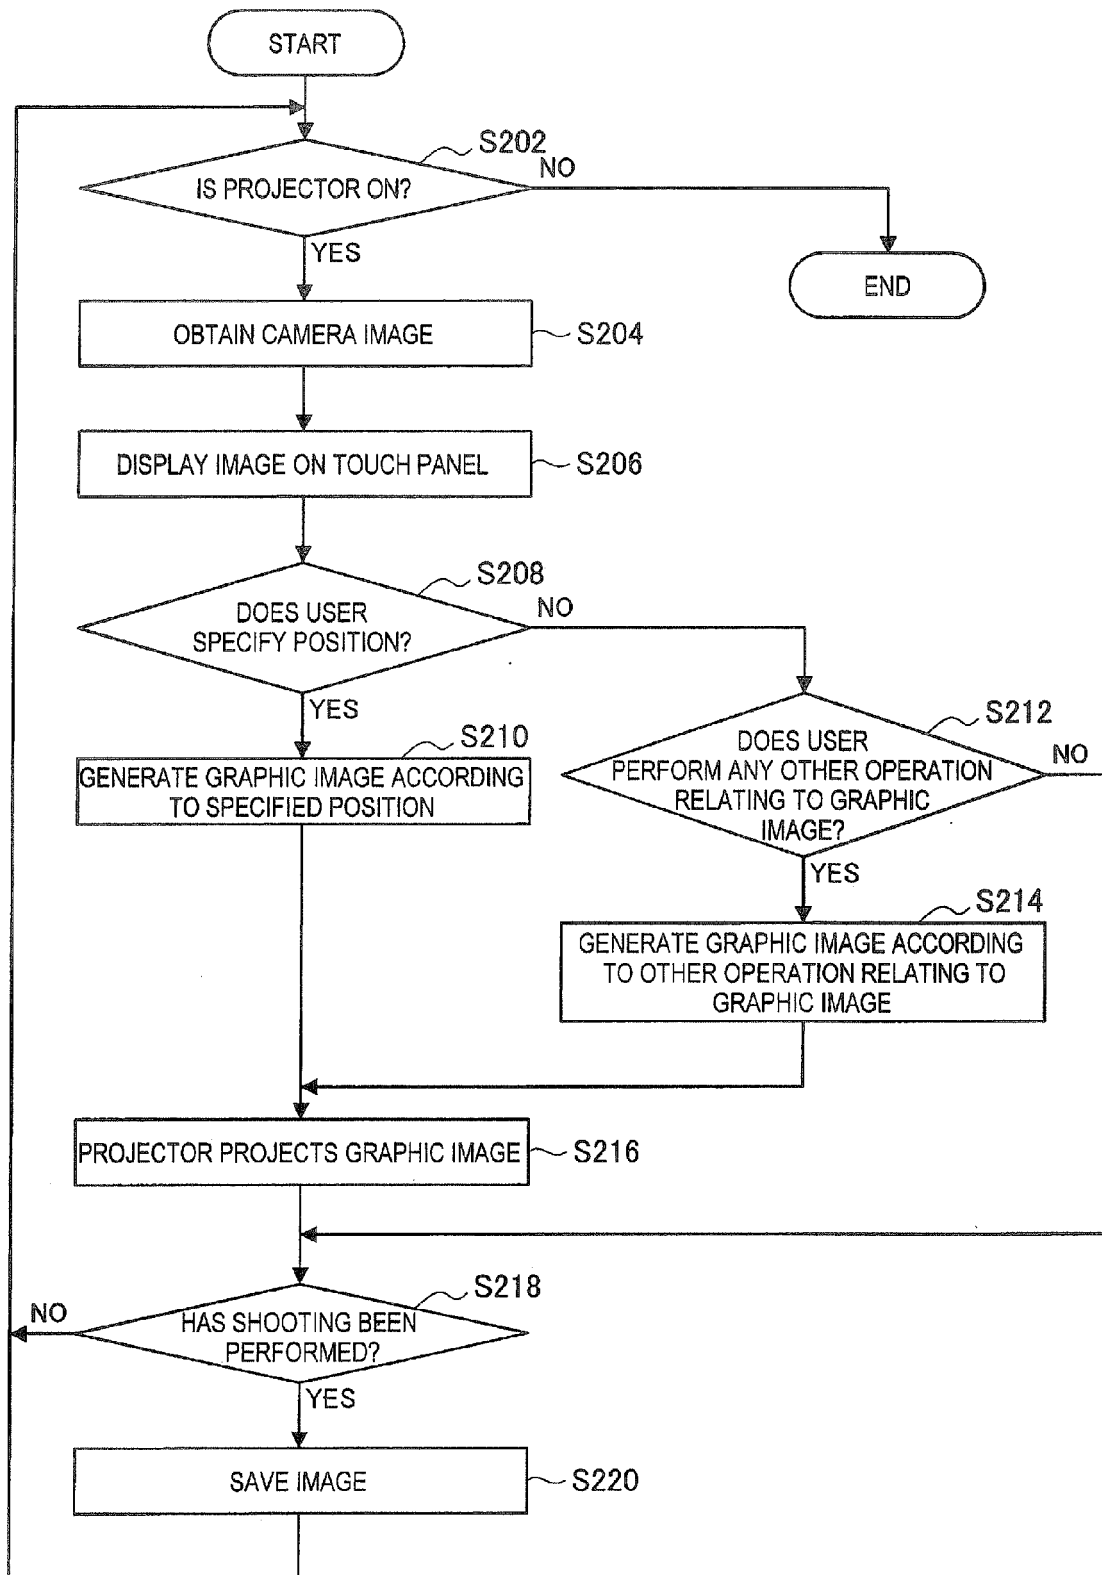 START
S202
NO
IS PROJECTOR ON?
YES
END
OBTAIN CAMERA IMAGE
S204
DISPLAY IMAGE ON TOUCH PANEL
S206
S208
NO
DOES USER
SPECIFY POSITION?
YES
S212
NO
DOES USER
PERFORM ANY OTHER OPERATION
RELATING TO GRAPHIC
IMAGE?
YES
S210
GENERATE GRAPHIC IMAGE ACCORDING
TO SPECIFIED POSITION
S214
GENERATE GRAPHIC IMAGE ACCORDING
TO OTHER OPERATION RELATING TO
GRAPHIC IMAGE
PROJECTOR PROJECTS GRAPHIC IMAGE
S216
S218
NO
HAS SHOOTING BEEN
PERFORMED?
YES
SAVE IMAGE
S220